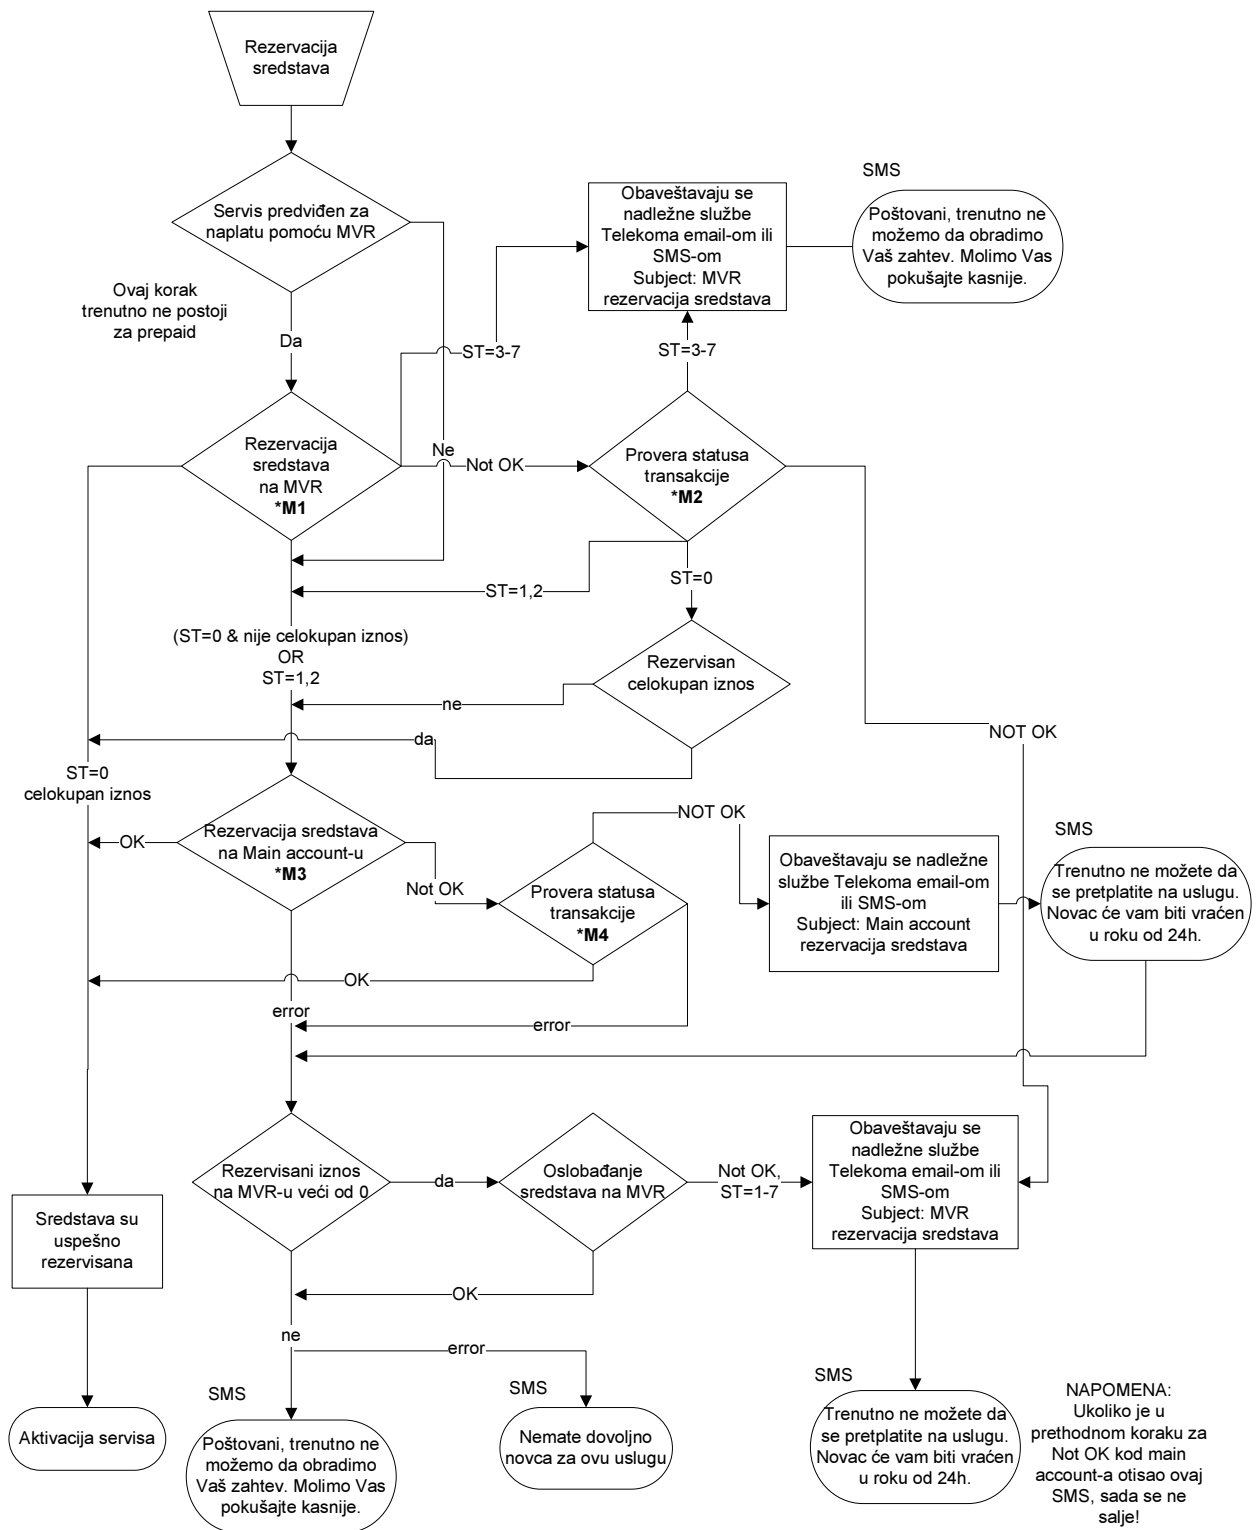 Rezervacija
sredstava
Servis predviđen za
naplatu pomoću MVR
Ovaj korak
trenutno ne postoji
za prepaid
Da
Ne
SMS
Obaveštavaju se
nadležne službe
Telekoma email-om ili
SMS-om
Subject: MVR
rezervacija sredstava
Poštovani, trenutno ne
možemo da obradimo
Vaš zahtev. Molimo Vas
pokušajte kasnije.
ST=3-7
ST=3-7
Rezervacija
sredstava
na MVR
*M1
Not OK
Provera statusa
transakcije
*M2
ST=1,2
ST=0
(ST=0 & nije celokupan iznos)
OR
ST=1,2
Rezervisan
celokupan iznos
ne
da
NOT OK
ST=0
celokupan iznos
OK
Rezervacija sredstava
na Main account-u
*M3
Not OK
Provera statusa
transakcije
*M4
NOT OK
Obaveštavaju se nadležne
službe Telekoma email-om
ili SMS-om
Subject: Main account
rezervacija sredstava
SMS
Trenutno ne možete da
se pretplatite na uslugu.
Novac će vam biti vraćen
u roku od 24h.
OK
error
error
Rezervisani iznos
na MVR-u veći od 0
da
Oslobađanje
sredstava na MVR
Not OK,
ST=1-7
Obaveštavaju se
nadležne službe
Telekoma email-om ili
SMS-om
Subject: MVR
rezervacija sredstava
Sredstava su
uspešno
rezervisana
OK
ne
error
Aktivacija servisa
SMS
Poštovani, trenutno ne
možemo da obradimo
Vaš zahtev. Molimo Vas
pokušajte kasnije.
SMS
Nemate dovoljno
novca za ovu uslugu
SMS
Trenutno ne možete da
se pretplatite na uslugu.
Novac će vam biti vraćen
u roku od 24h.
NAPOMENA:
Ukoliko je u
prethodnom koraku za
Not OK kod main
account-a otisao ovaj
SMS, sada se ne
salje!